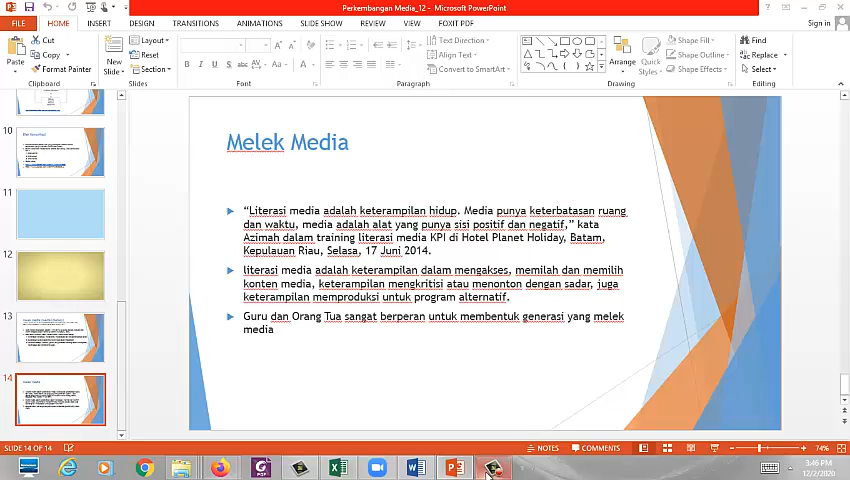 Perkembangan Media_12 - Microsoft PowerPoint
FILE HOME INSERT DESIGN TRANSITIONS ANIMATIONS SLIDE SHOW REVIEW VIEW FOXIT PDF Sign in
Cut
Copy
Format Painter
Paste
Clipboard
New
Slide
Layout
Reset
Section
Slides
B I U S abc AV Aa A
Font
Text Direction
Align Text
Convert to SmartArt
Paragraph
Arrange
Quick
Styles
Shape Fill
Shape Outline
Shape Effects
Drawing
Find
Replace
Select
Editing
10
11
12
13
14
Melek Media
“Literasi media adalah keterampilan hidup. Media punya keterbatasan ruang
dan waktu, media adalah alat yang punya sisi positif dan negatif,” kata
Azimah dalam training literasi media KPI di Hotel Planet Holiday, Batam,
Kepulauan Riau, Selasa, 17 Juni 2014.
literasi media adalah keterampilan dalam mengakses, memilah dan memilih
konten media, keterampilan mengkritisi atau menonton dengan sadar, juga
keterampilan memproduksi untuk program alternatif.
Guru dan Orang Tua sangat berperan untuk membentuk generasi yang melek
media
SLIDE 14 OF 14
NOTES
COMMENTS
74%
3:46 PM
12/2/2020